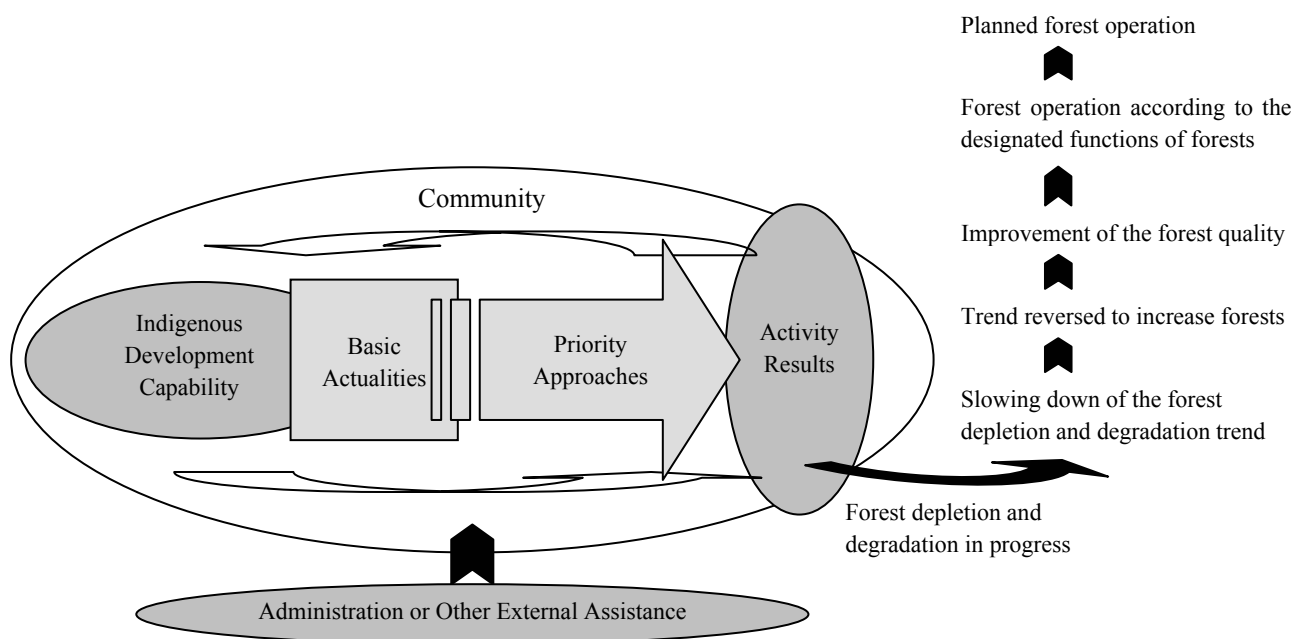 Planned forest operation
Forest operation according to the
designated functions of forests
Improvement of the forest quality
Trend reversed to increase forests
Slowing down of the forest
depletion and degradation trend
Community
Indigenous
Development
Capability
Basic
Actualities
Priority
Approaches
Activity
Results
Forest depletion and
degradation in progress
Administration or Other External Assistance